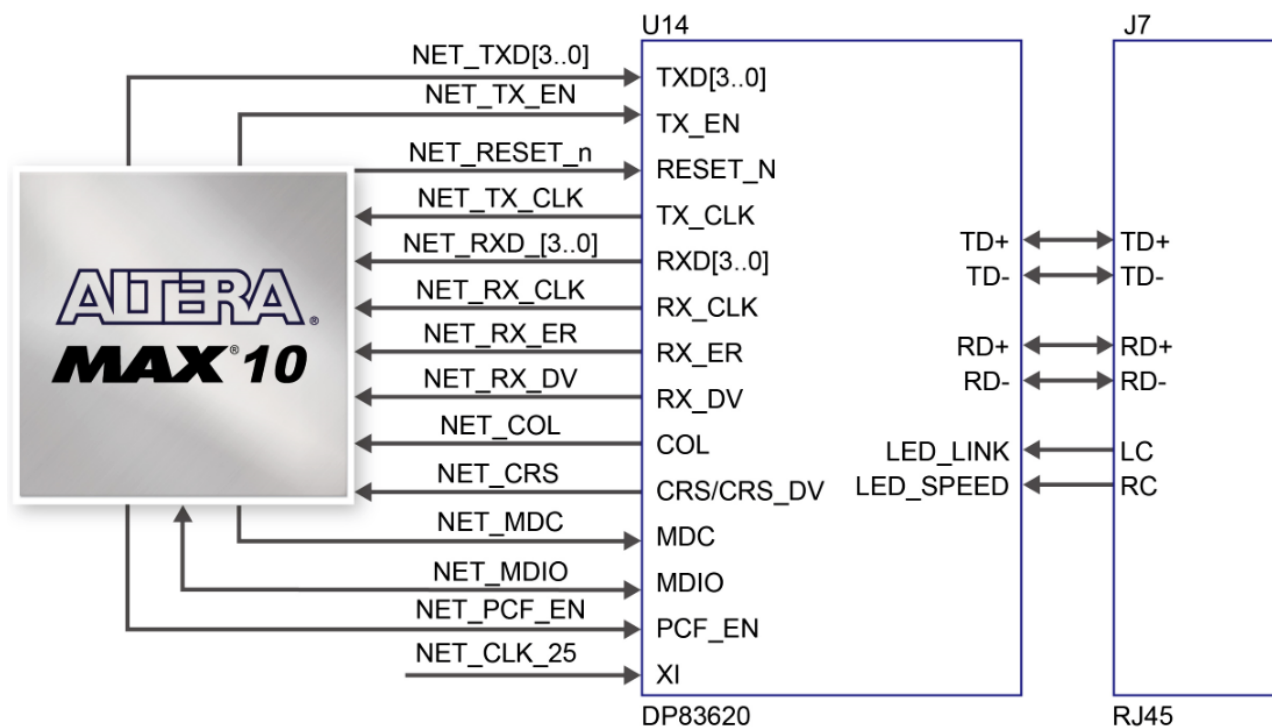 U14
J7
NET_TXD[3..0]
TXD[3..0]
NET_TX_EN
TX_EN
NET_RESET_n
RESET_N
NET_TX_CLK
TX_CLK
NET_RXD_[3..0]
RXD[3..0]
TD+
TD+
TD-
TD-
NET_RX_CLK
RX_CLK
NET_RX_ER
RX_ER
RD+
RD+
NET_RX_DV
RX_DV
RD-
RD-
ALTERA®
MAX® 10
NET_COL
COL
LED_LINK
LC
NET_CRS
CRS/CRS_DV
LED_SPEED
RC
NET_MDC
MDC
NET_MDIO
MDIO
NET_PCF_EN
PCF_EN
NET_CLK_25
XI
DP83620
RJ45